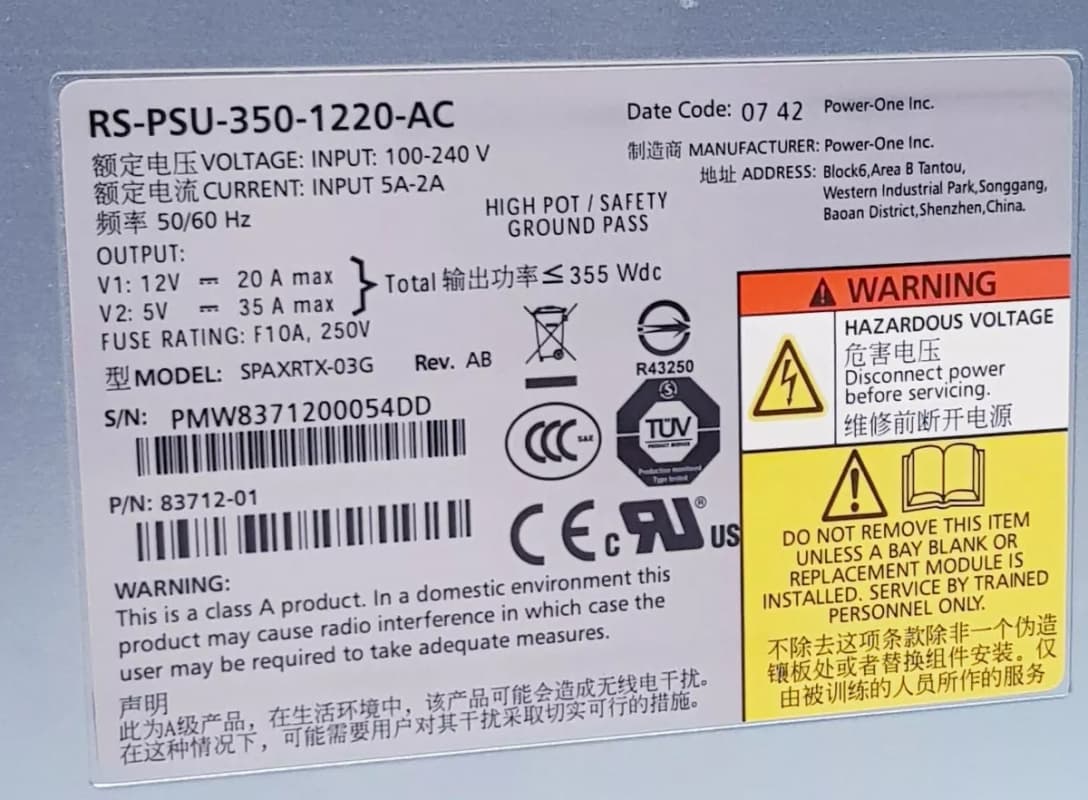 RS-PSU-350-1220-AC
额定电压 VOLTAGE: INPUT: 100-240 V
额定电流 CURRENT: INPUT 5A-2A
频率 50/60 Hz
OUTPUT:
V1: 12V ⎓ 20 A max
V2: 5V ⎓ 35 A max
} Total 输出功率 ≤ 355 Wdc
FUSE RATING: F10A, 250V
型 MODEL: SPAXRTX-03G Rev. AB
S/N: PMW8371200054DD
P/N: 83712-01
Date Code: 07 42 Power-One Inc.
制造商 MANUFACTURER: Power-One Inc.
地址 ADDRESS: Block6,Area B Tantou,
Western Industrial Park,Songgang,
Baoan District,Shenzhen,China.
HIGH POT / SAFETY
GROUND PASS
R43250
CCC S&E
S
TÜV
PRODUCT SERVICE
Production monitored
Type tested
CE c RU ® US
WARNING:
This is a class A product. In a domestic environment this
product may cause radio interference in which case the
user may be required to take adequate measures.
声明
此为A级产品，在生活环境中，该产品可能会造成无线电干扰。
在这种情况下，可能需要用户对其干扰采取切实可行的措施。
WARNING
HAZARDOUS VOLTAGE
危害电压
Disconnect power
before servicing.
维修前断开电源
DO NOT REMOVE THIS ITEM
UNLESS A BAY BLANK OR
REPLACEMENT MODULE IS
INSTALLED. SERVICE BY TRAINED
PERSONNEL ONLY.
不除去这项条款除非一个伪造
镶板处或者替换组件安装。仅
由被训练的人员所作的服务